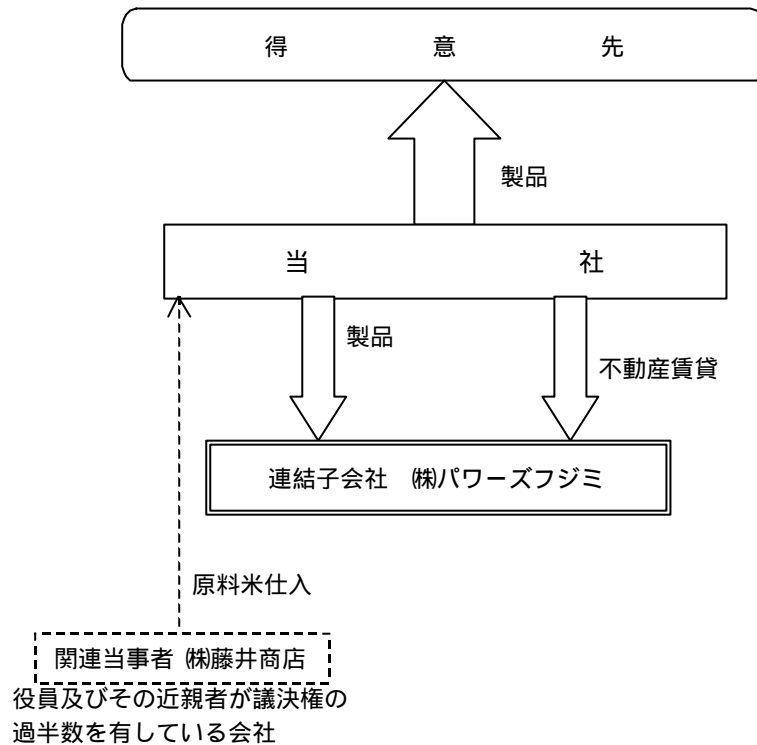 得意先
製品
当社
製品
不動産賃貸
連結子会社 ㈱パワーズフジミ
原料米仕入
関連当事者 ㈱藤井商店
役員及びその近親者が議決権の
過半数を有している会社